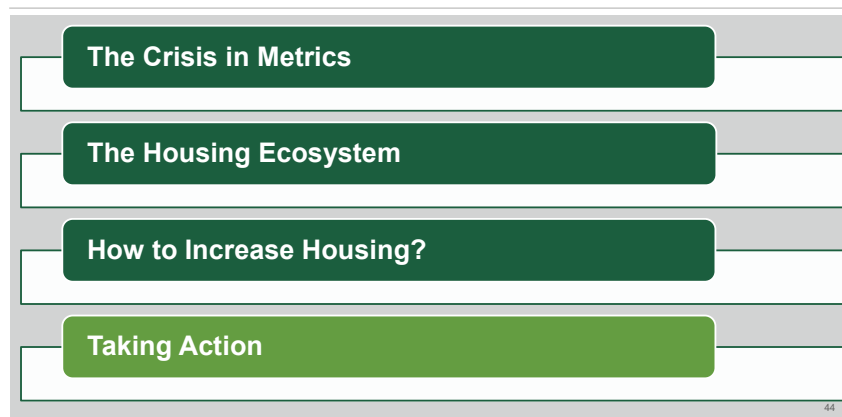 The Crisis in Metrics
The Housing Ecosystem
How to Increase Housing?
Taking Action
44